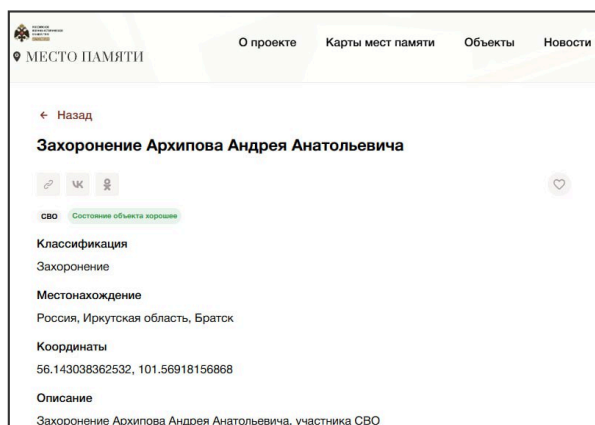 МЕСТО ПАМЯТИ
О проекте Карты мест памяти Объекты Новости
← Назад
Захоронение Архипова Андрея Анатольевича
СВО Состояние объекта хорошее
Классификация
Захоронение
Местонахождение
Россия, Иркутская область, Братск
Координаты
56.143038362532, 101.56918156868
Описание
Захоронение Архипова Андрея Анатольевича, участника СВО